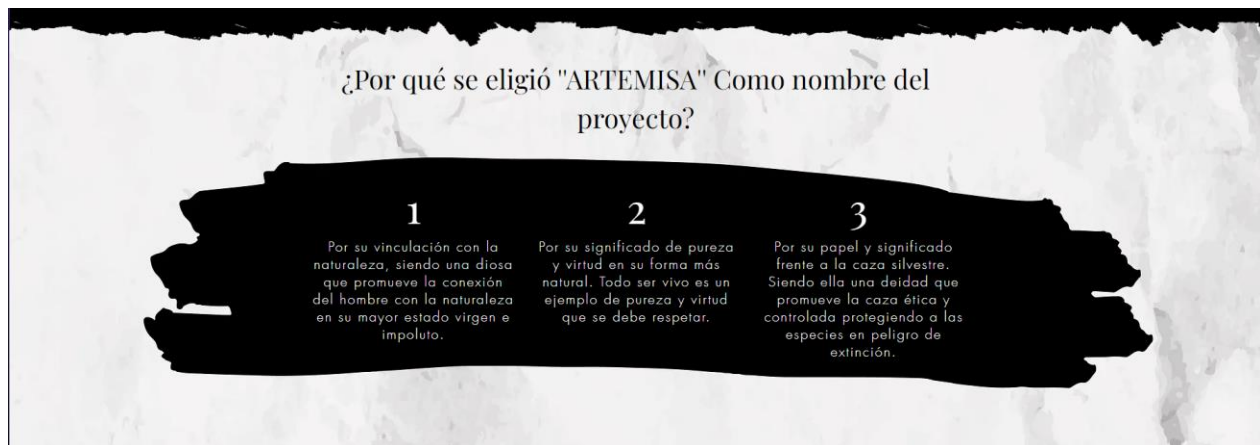 ¿Por qué se eligió "ARTEMISA" Como nombre del
proyecto?
1
Por su vinculación con la
naturaleza, siendo una diosa
que promueve la conexión
del hombre con la naturaleza
en su mayor estado virgen e
impoluto.
2
Por su significado de pureza
y virtud en su forma más
natural. Todo ser vivo es un
ejemplo de pureza y virtud
que se debe respetar.
3
Por su papel y significado
frente a la caza silvestre.
Siendo ella una deidad que
promueve la caza ética y
controlada protegiendo a las
especies en peligro de
extinción.